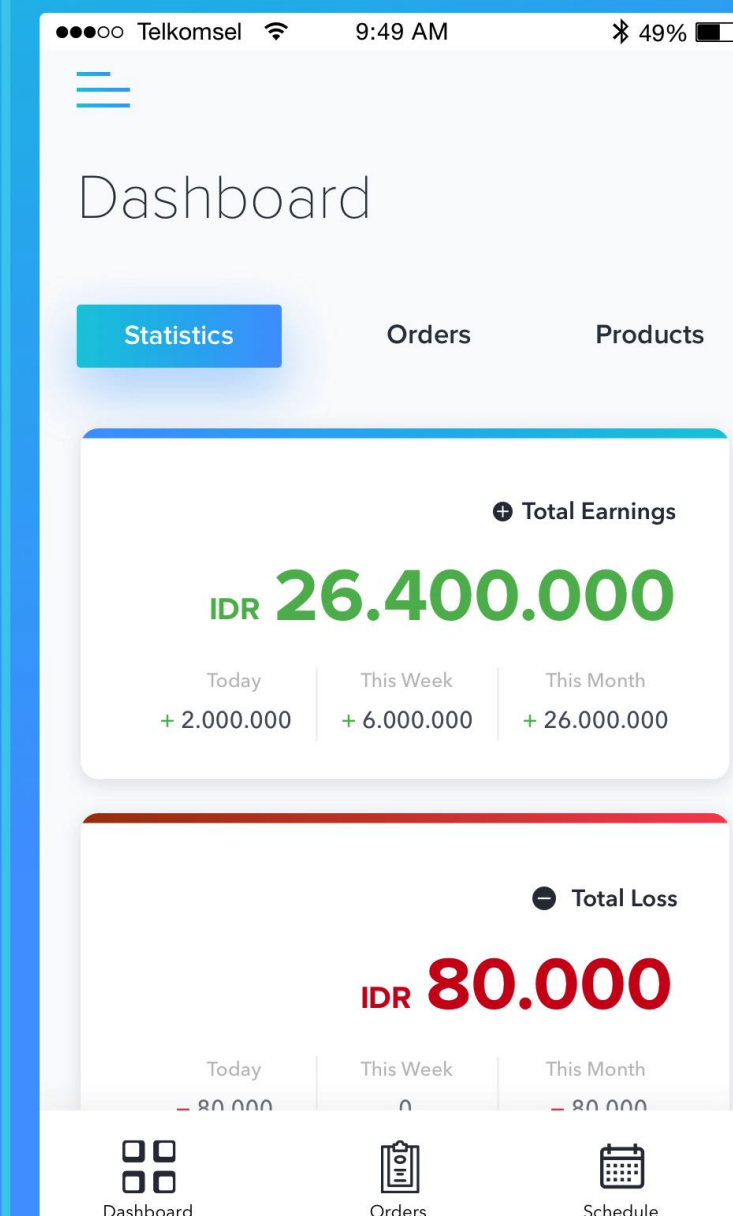 Telkomsel 9:49 AM 49%
Dashboard
Statistics Orders Products
Total Earnings
IDR 26.400.000
Today This Week This Month
+ 2.000.000 + 6.000.000 + 26.000.000
Total Loss
IDR 80.000
Today This Week This Month
– 80.000 0 – 80.000
Dashboard Orders Schedule